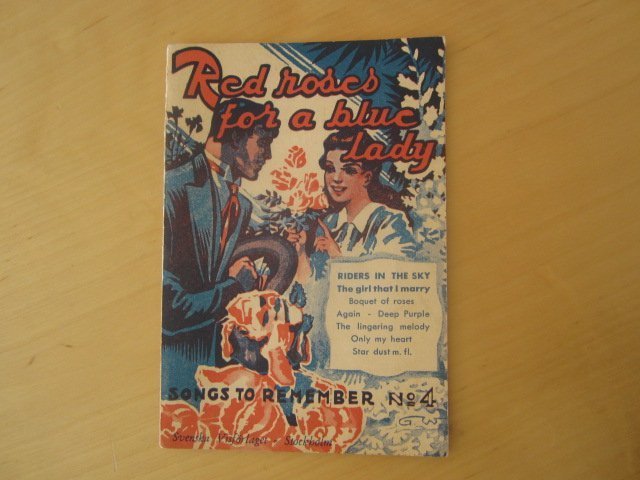 Red roses
for a blue
lady
RIDERS IN THE SKY
The girl that I marry
Boquet of roses
Again - Deep Purple
The lingering melody
Only my heart
Star dust m. fl.
SONGS TO REMEMBER No 4
Svenska Visförlaget - Stockholm